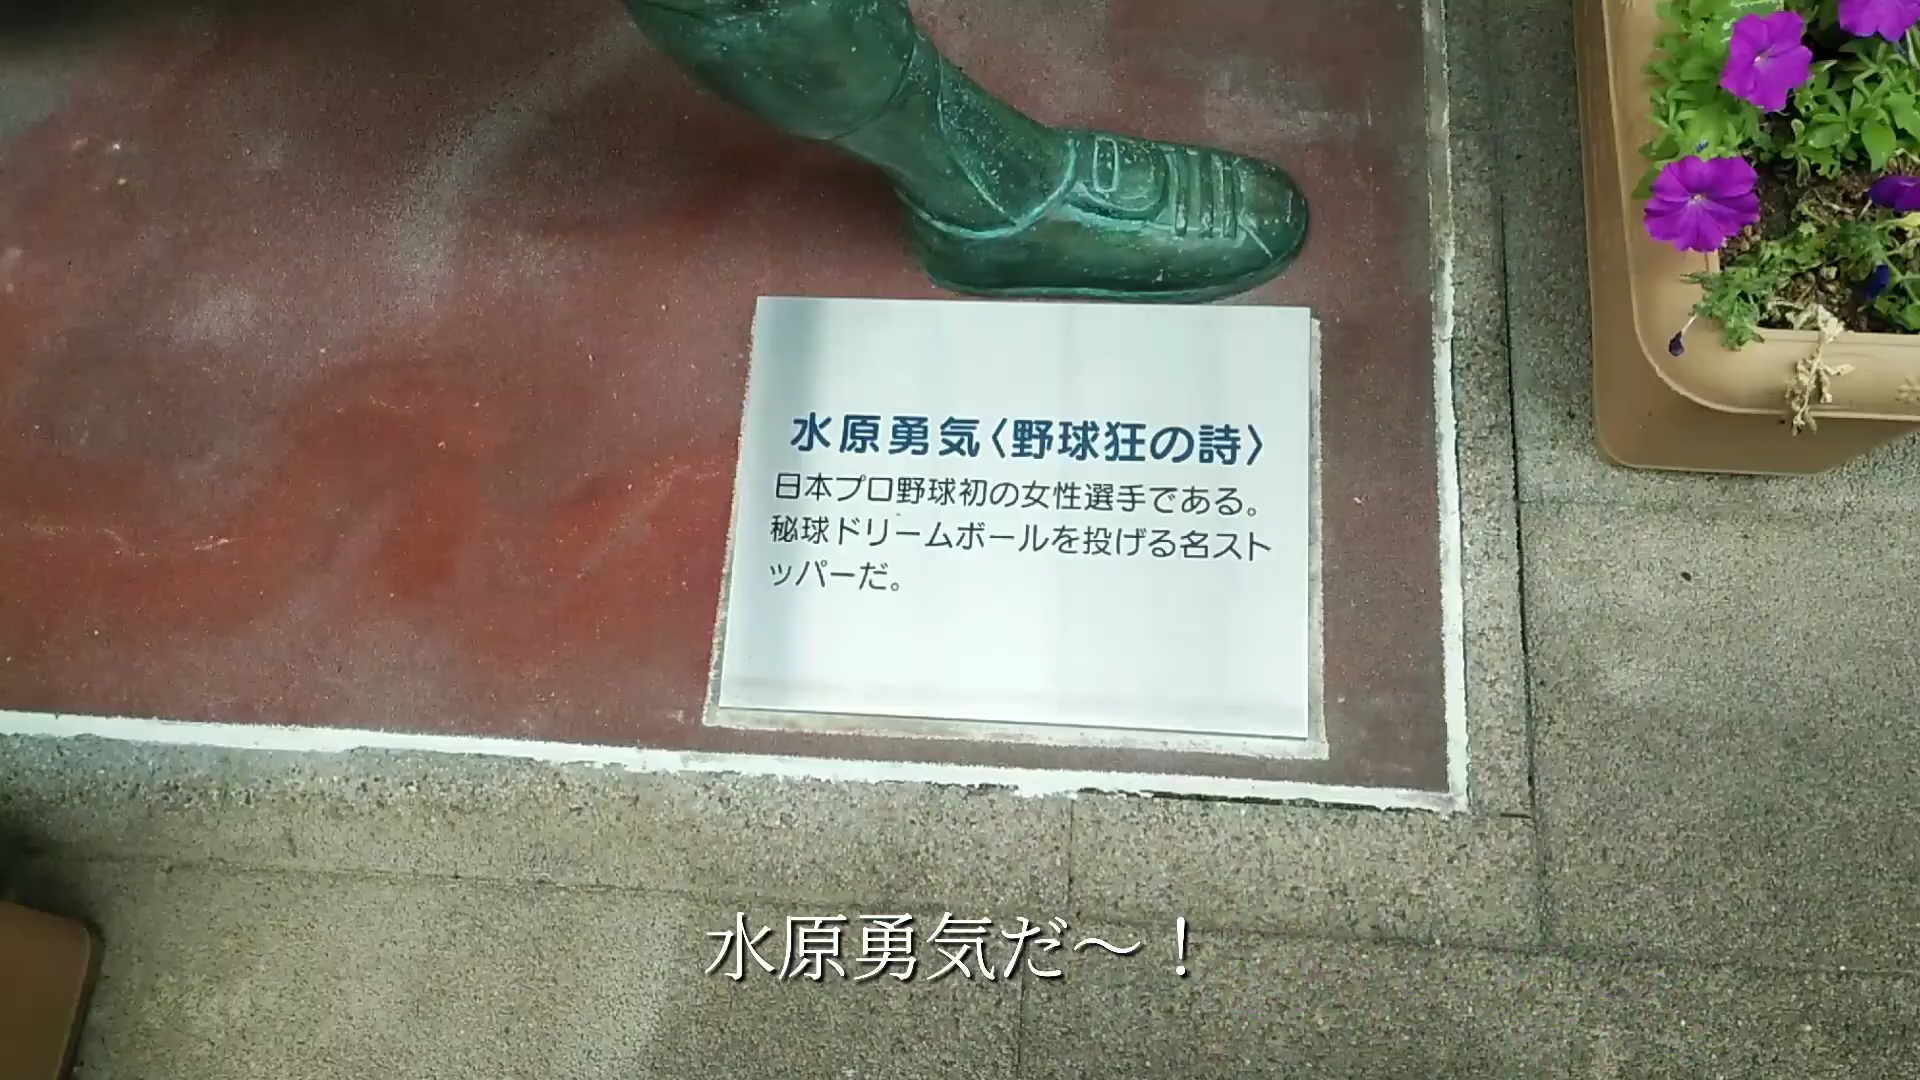 水原勇気〈野球狂の詩〉
日本プロ野球初の女性選手である。
秘球ドリームボールを投げる名スト
ッパーだ。
水原勇気だ～！